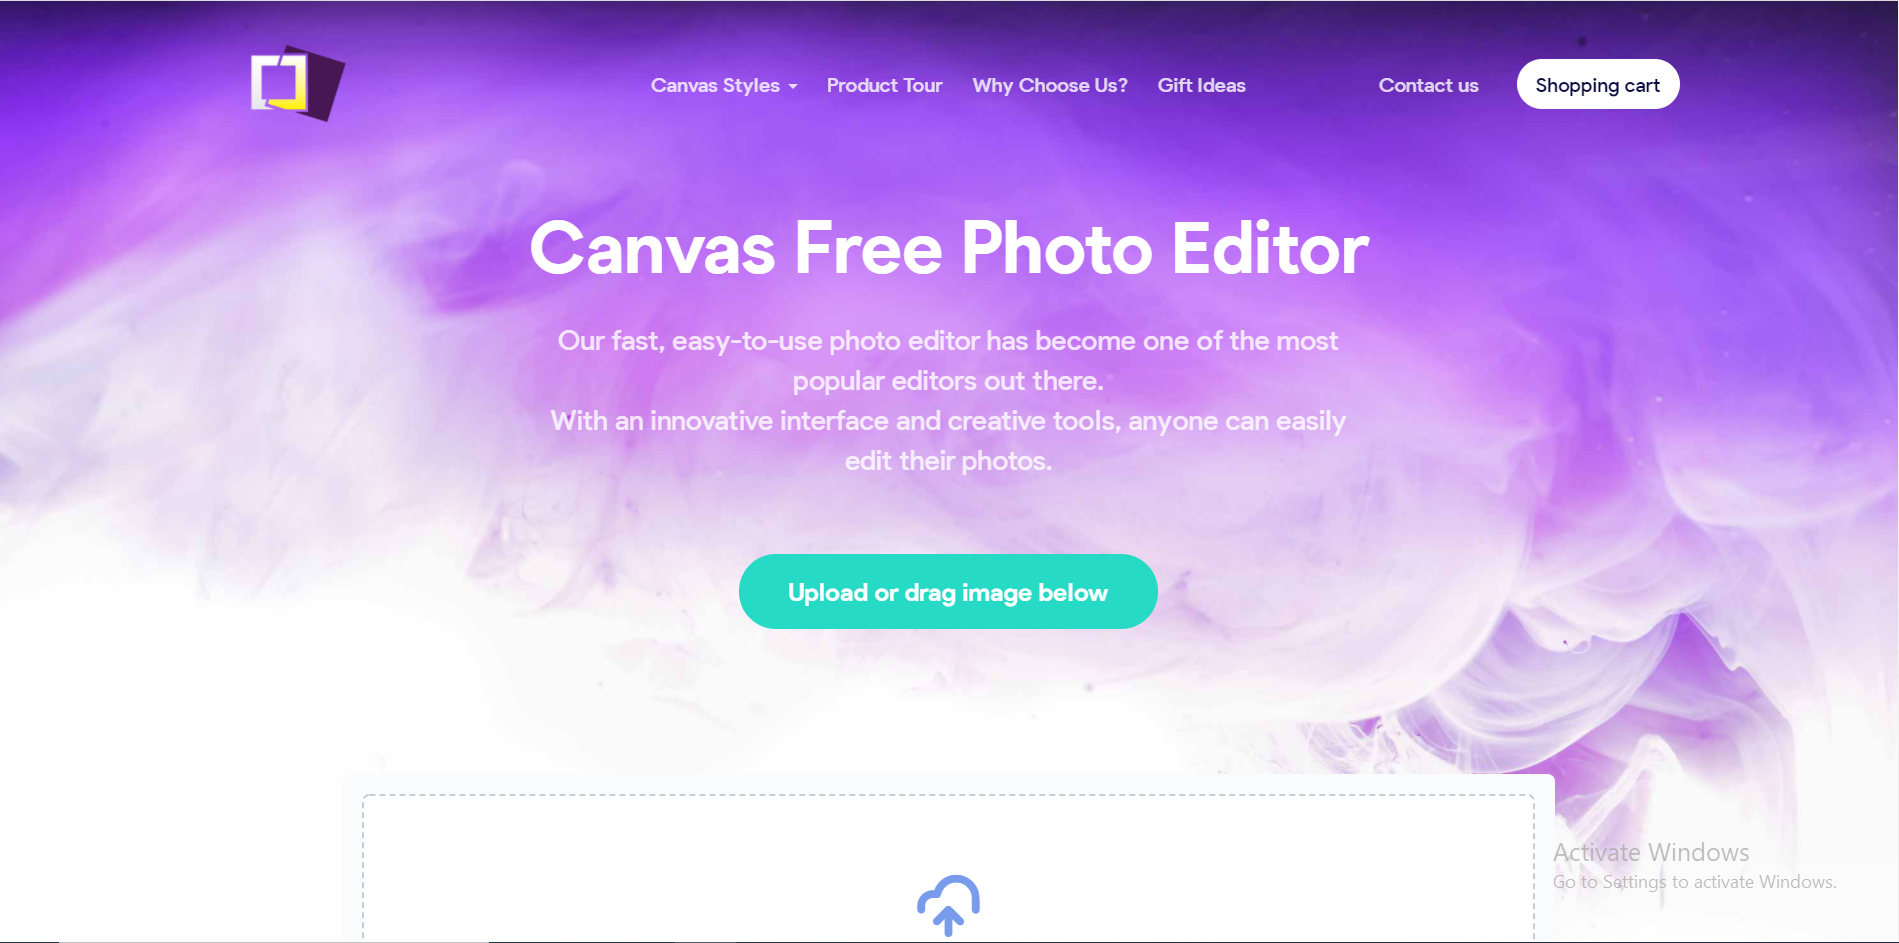 Canvas Styles
Product Tour
Why Choose Us?
Gift Ideas
Contact us
Shopping cart
Canvas Free Photo Editor
Our fast, easy-to-use photo editor has become one of the most
popular editors out there.
With an innovative interface and creative tools, anyone can easily
edit their photos.
Upload or drag image below
Activate Windows
Go to Settings to activate Windows.